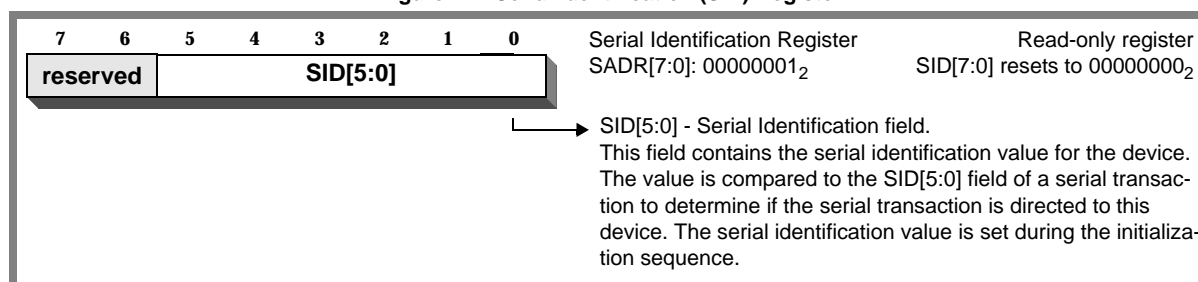 7 6 5 4 3 2 1 0
reserved SID[5:0]
Serial Identification Register Read-only register
SADR[7:0]: 00000001₂ SID[7:0] resets to 00000000₂
SID[5:0] - Serial Identification field.
This field contains the serial identification value for the device.
The value is compared to the SID[5:0] field of a serial transac-
tion to determine if the serial transaction is directed to this
device. The serial identification value is set during the initializa-
tion sequence.